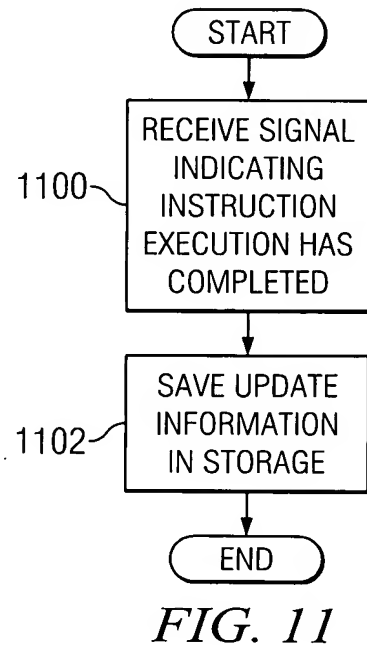 START
RECEIVE SIGNAL
INDICATING
INSTRUCTION
EXECUTION HAS
COMPLETED
1100
SAVE UPDATE
INFORMATION
IN STORAGE
1102
END
FIG. 11